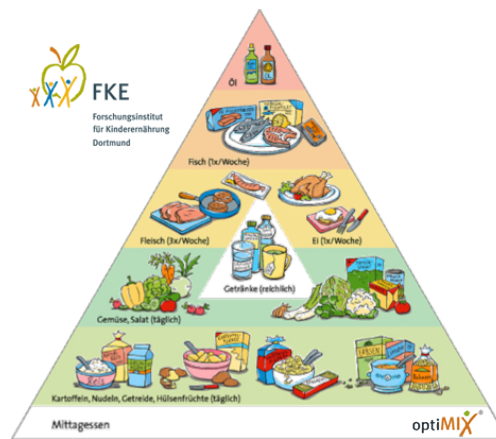 FKE
Forschungsinstitut
für Kinderernährung
Dortmund
Öl
Fisch (1x/Woche)
Fleisch (3x/Woche)
Ei (1x/Woche)
Getränke (reichlich)
Gemüse, Salat (täglich)
Kartoffeln, Nudeln, Getreide, Hülsenfrüchte (täglich)
Mittagessen
optiMIX®